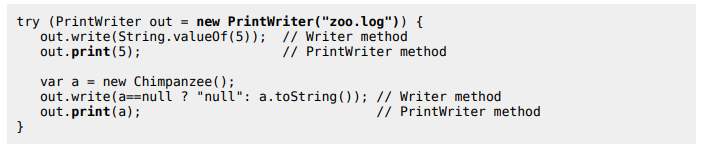 try (PrintWriter out = new PrintWriter("zoo.log")) {
   out.write(String.valueOf(5));  // Writer method
   out.print(5);                  // PrintWriter method

   var a = new Chimpanzee();
   out.write(a==null ? "null": a.toString()); // Writer method
   out.print(a);                              // PrintWriter method
}